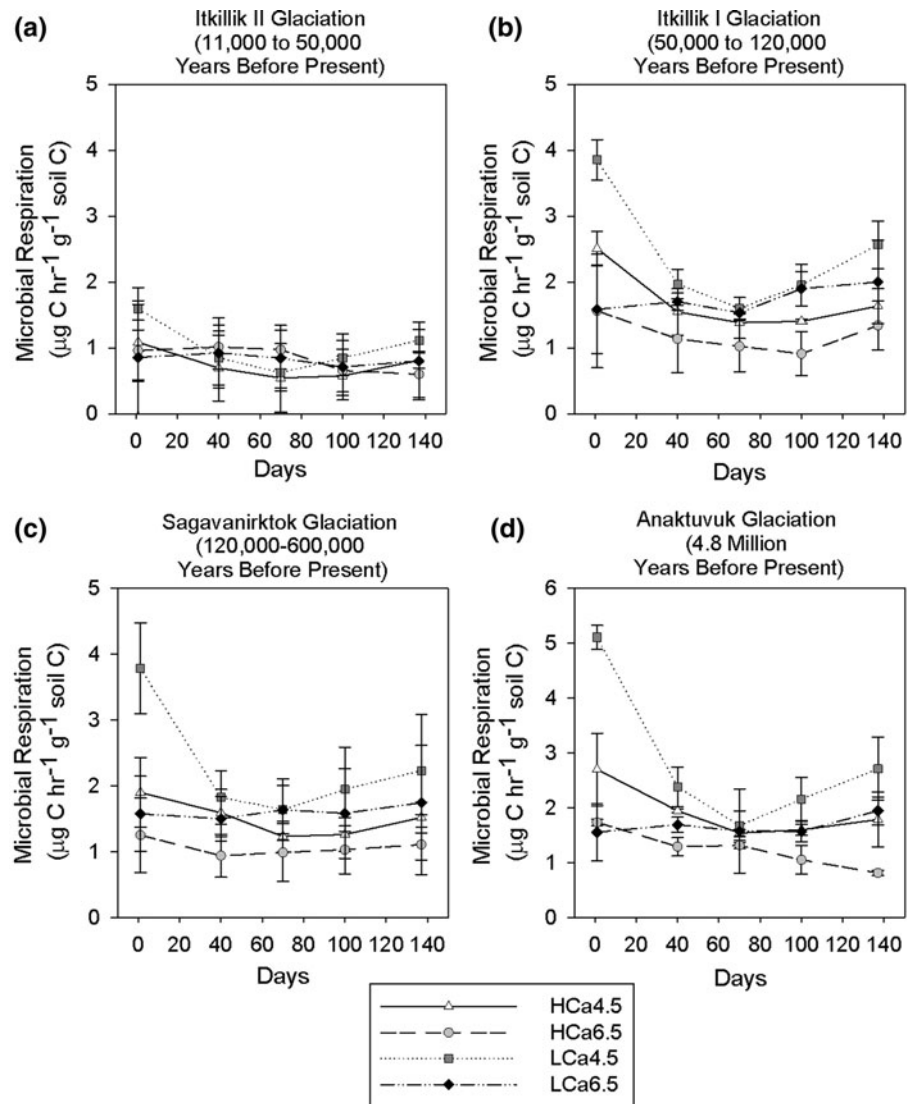 (a)
Itkillik II Glaciation
(11,000 to 50,000
Years Before Present)
Microbial Respiration
(µg C hr⁻¹ g⁻¹ soil C)
5
4
3
2
1
0
0 20 40 60 80 100 120 140
Days
(b)
Itkillik I Glaciation
(50,000 to 120,000
Years Before Present)
Microbial Respiration
(µg C hr⁻¹ g⁻¹ soil C)
5
4
3
2
1
0
0 20 40 60 80 100 120 140
Days
(c)
Sagavanirktok Glaciation
(120,000-600,000
Years Before Present)
Microbial Respiration
(µg C hr⁻¹ g⁻¹ soil C)
5
4
3
2
1
0
0 20 40 60 80 100 120 140
Days
(d)
Anaktuvuk Glaciation
(4.8 Million
Years Before Present)
Microbial Respiration
(µg C hr⁻¹ g⁻¹ soil C)
6
5
4
3
2
1
0
0 20 40 60 80 100 120 140
Days
HCa4.5
HCa6.5
LCa4.5
LCa6.5